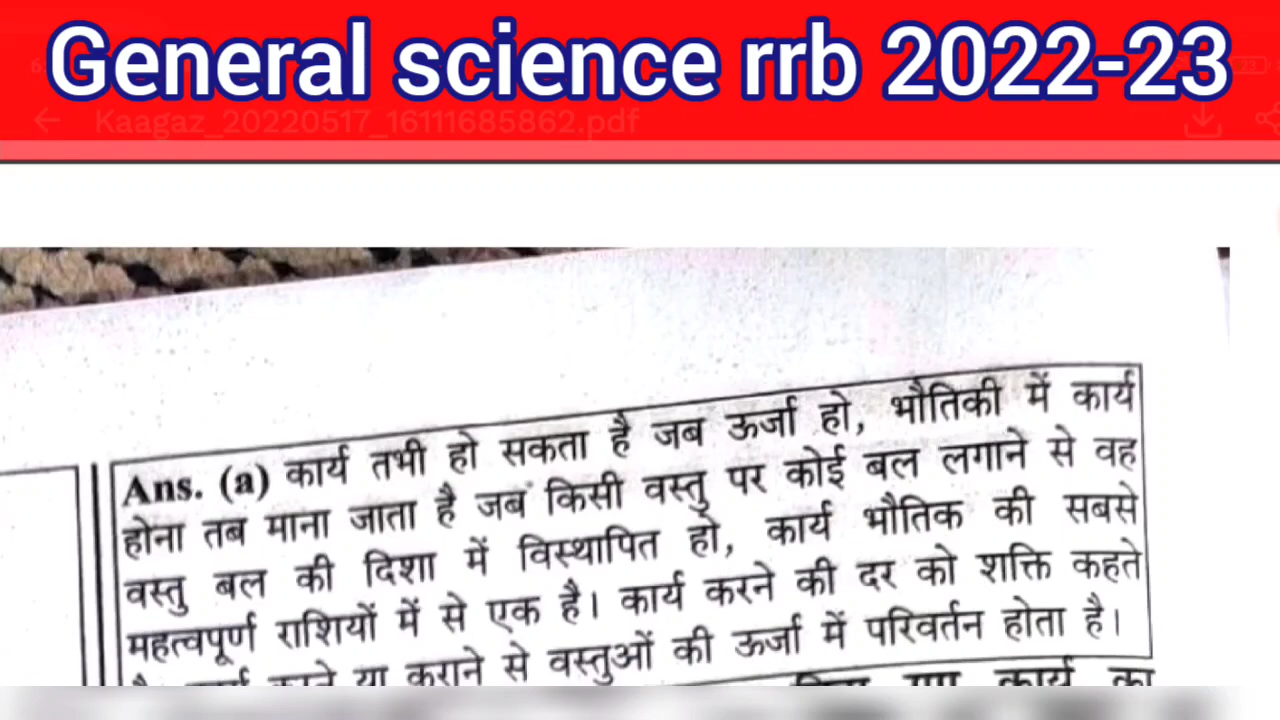 General science rrb 2022-23
Kaagaz_20220517_16111685862.pdf
Ans. (a) कार्य तभी हो सकता है जब ऊर्जा हो, भौतिकी में कार्य
होना तब माना जाता है जब किसी वस्तु पर कोई बल लगाने से वह
वस्तु बल की दिशा में विस्थापित हो, कार्य भौतिक की सबसे
महत्वपूर्ण राशियों में से एक है। कार्य करने की दर को शक्ति कहते
या कराने से वस्तुओं की ऊर्जा में परिवर्तन होता है।
कार्य का